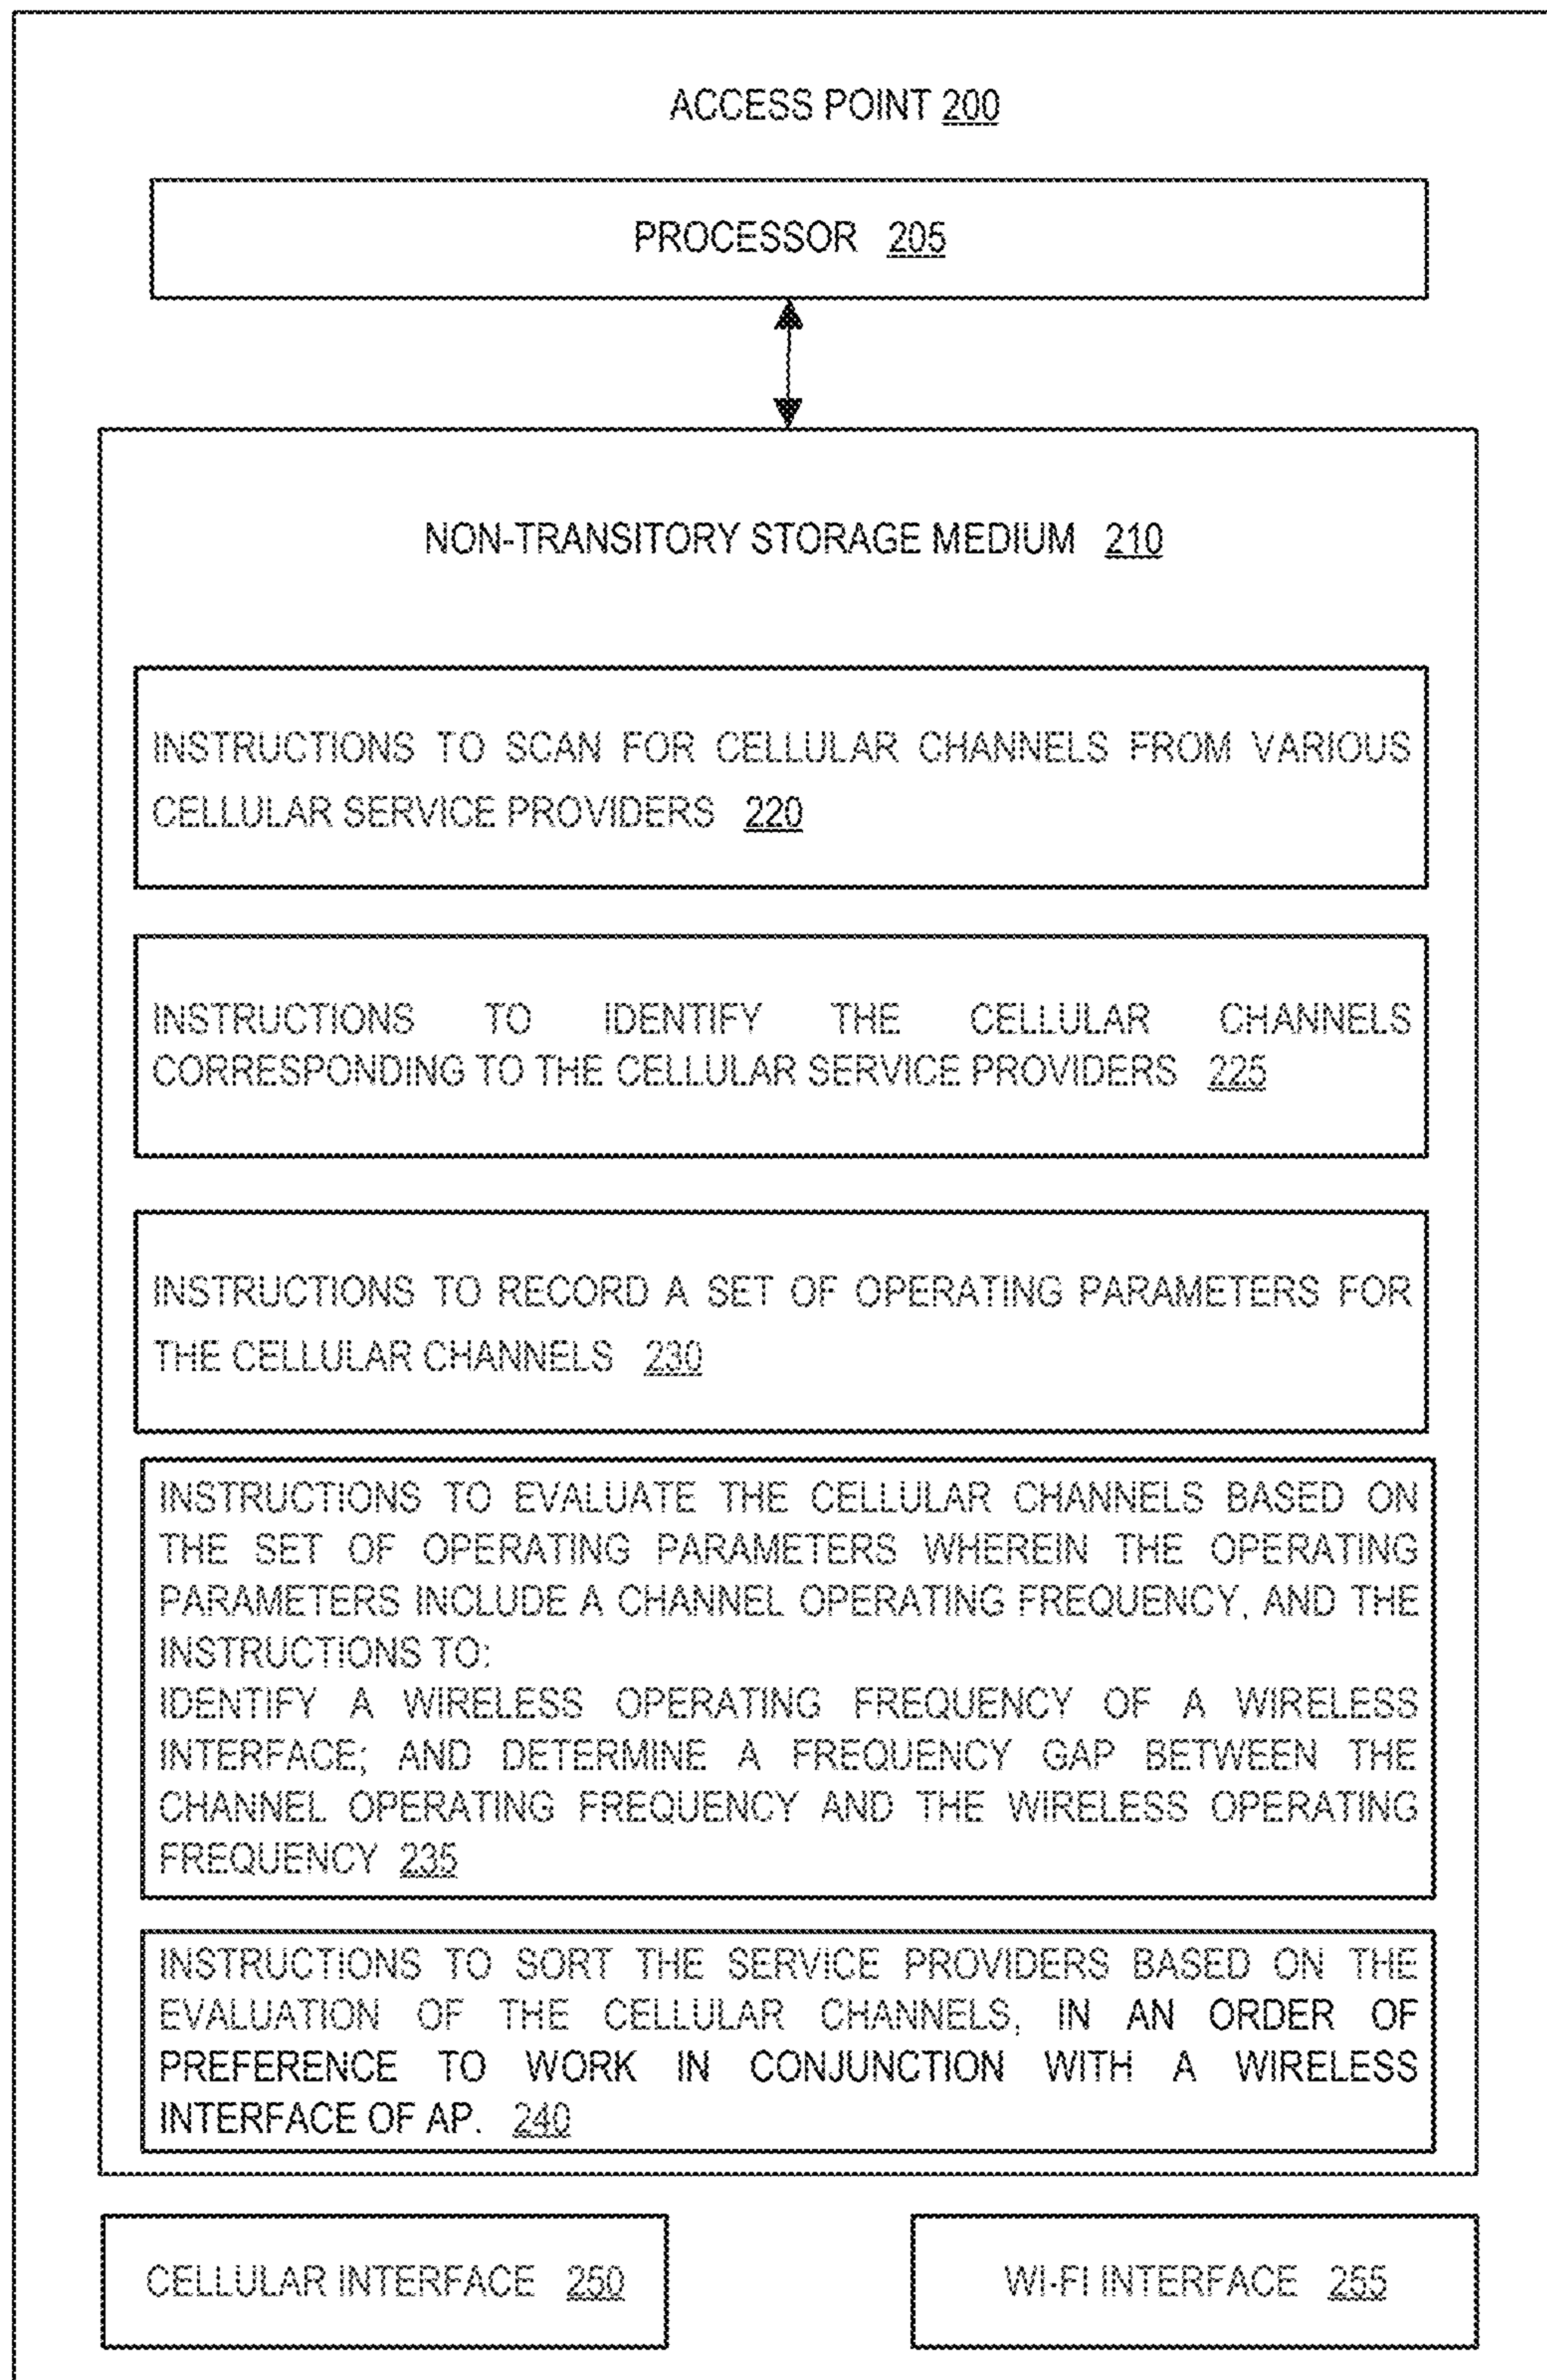 ACCESS POINT 200
PROCESSOR 205
NON-TRANSITORY STORAGE MEDIUM 210
INSTRUCTIONS TO SCAN FOR CELLULAR CHANNELS FROM VARIOUS
CELLULAR SERVICE PROVIDERS 220
INSTRUCTIONS TO IDENTIFY THE CELLULAR CHANNELS
CORRESPONDING TO THE CELLULAR SERVICE PROVIDERS 225
INSTRUCTIONS TO RECORD A SET OF OPERATING PARAMETERS FOR
THE CELLULAR CHANNELS 230
INSTRUCTIONS TO EVALUATE THE CELLULAR CHANNELS BASED ON
THE SET OF OPERATING PARAMETERS WHEREIN THE OPERATING
PARAMETERS INCLUDE A CHANNEL OPERATING FREQUENCY, AND THE
INSTRUCTIONS TO:
IDENTIFY A WIRELESS OPERATING FREQUENCY OF A WIRELESS
INTERFACE; AND DETERMINE A FREQUENCY GAP BETWEEN THE
CHANNEL OPERATING FREQUENCY AND THE WIRELESS OPERATING
FREQUENCY 235
INSTRUCTIONS TO SORT THE SERVICE PROVIDERS BASED ON THE
EVALUATION OF THE CELLULAR CHANNELS, IN AN ORDER OF
PREFERENCE TO WORK IN CONJUNCTION WITH A WIRELESS
INTERFACE OF AP. 240
CELLULAR INTERFACE 250
WI-FI INTERFACE 255